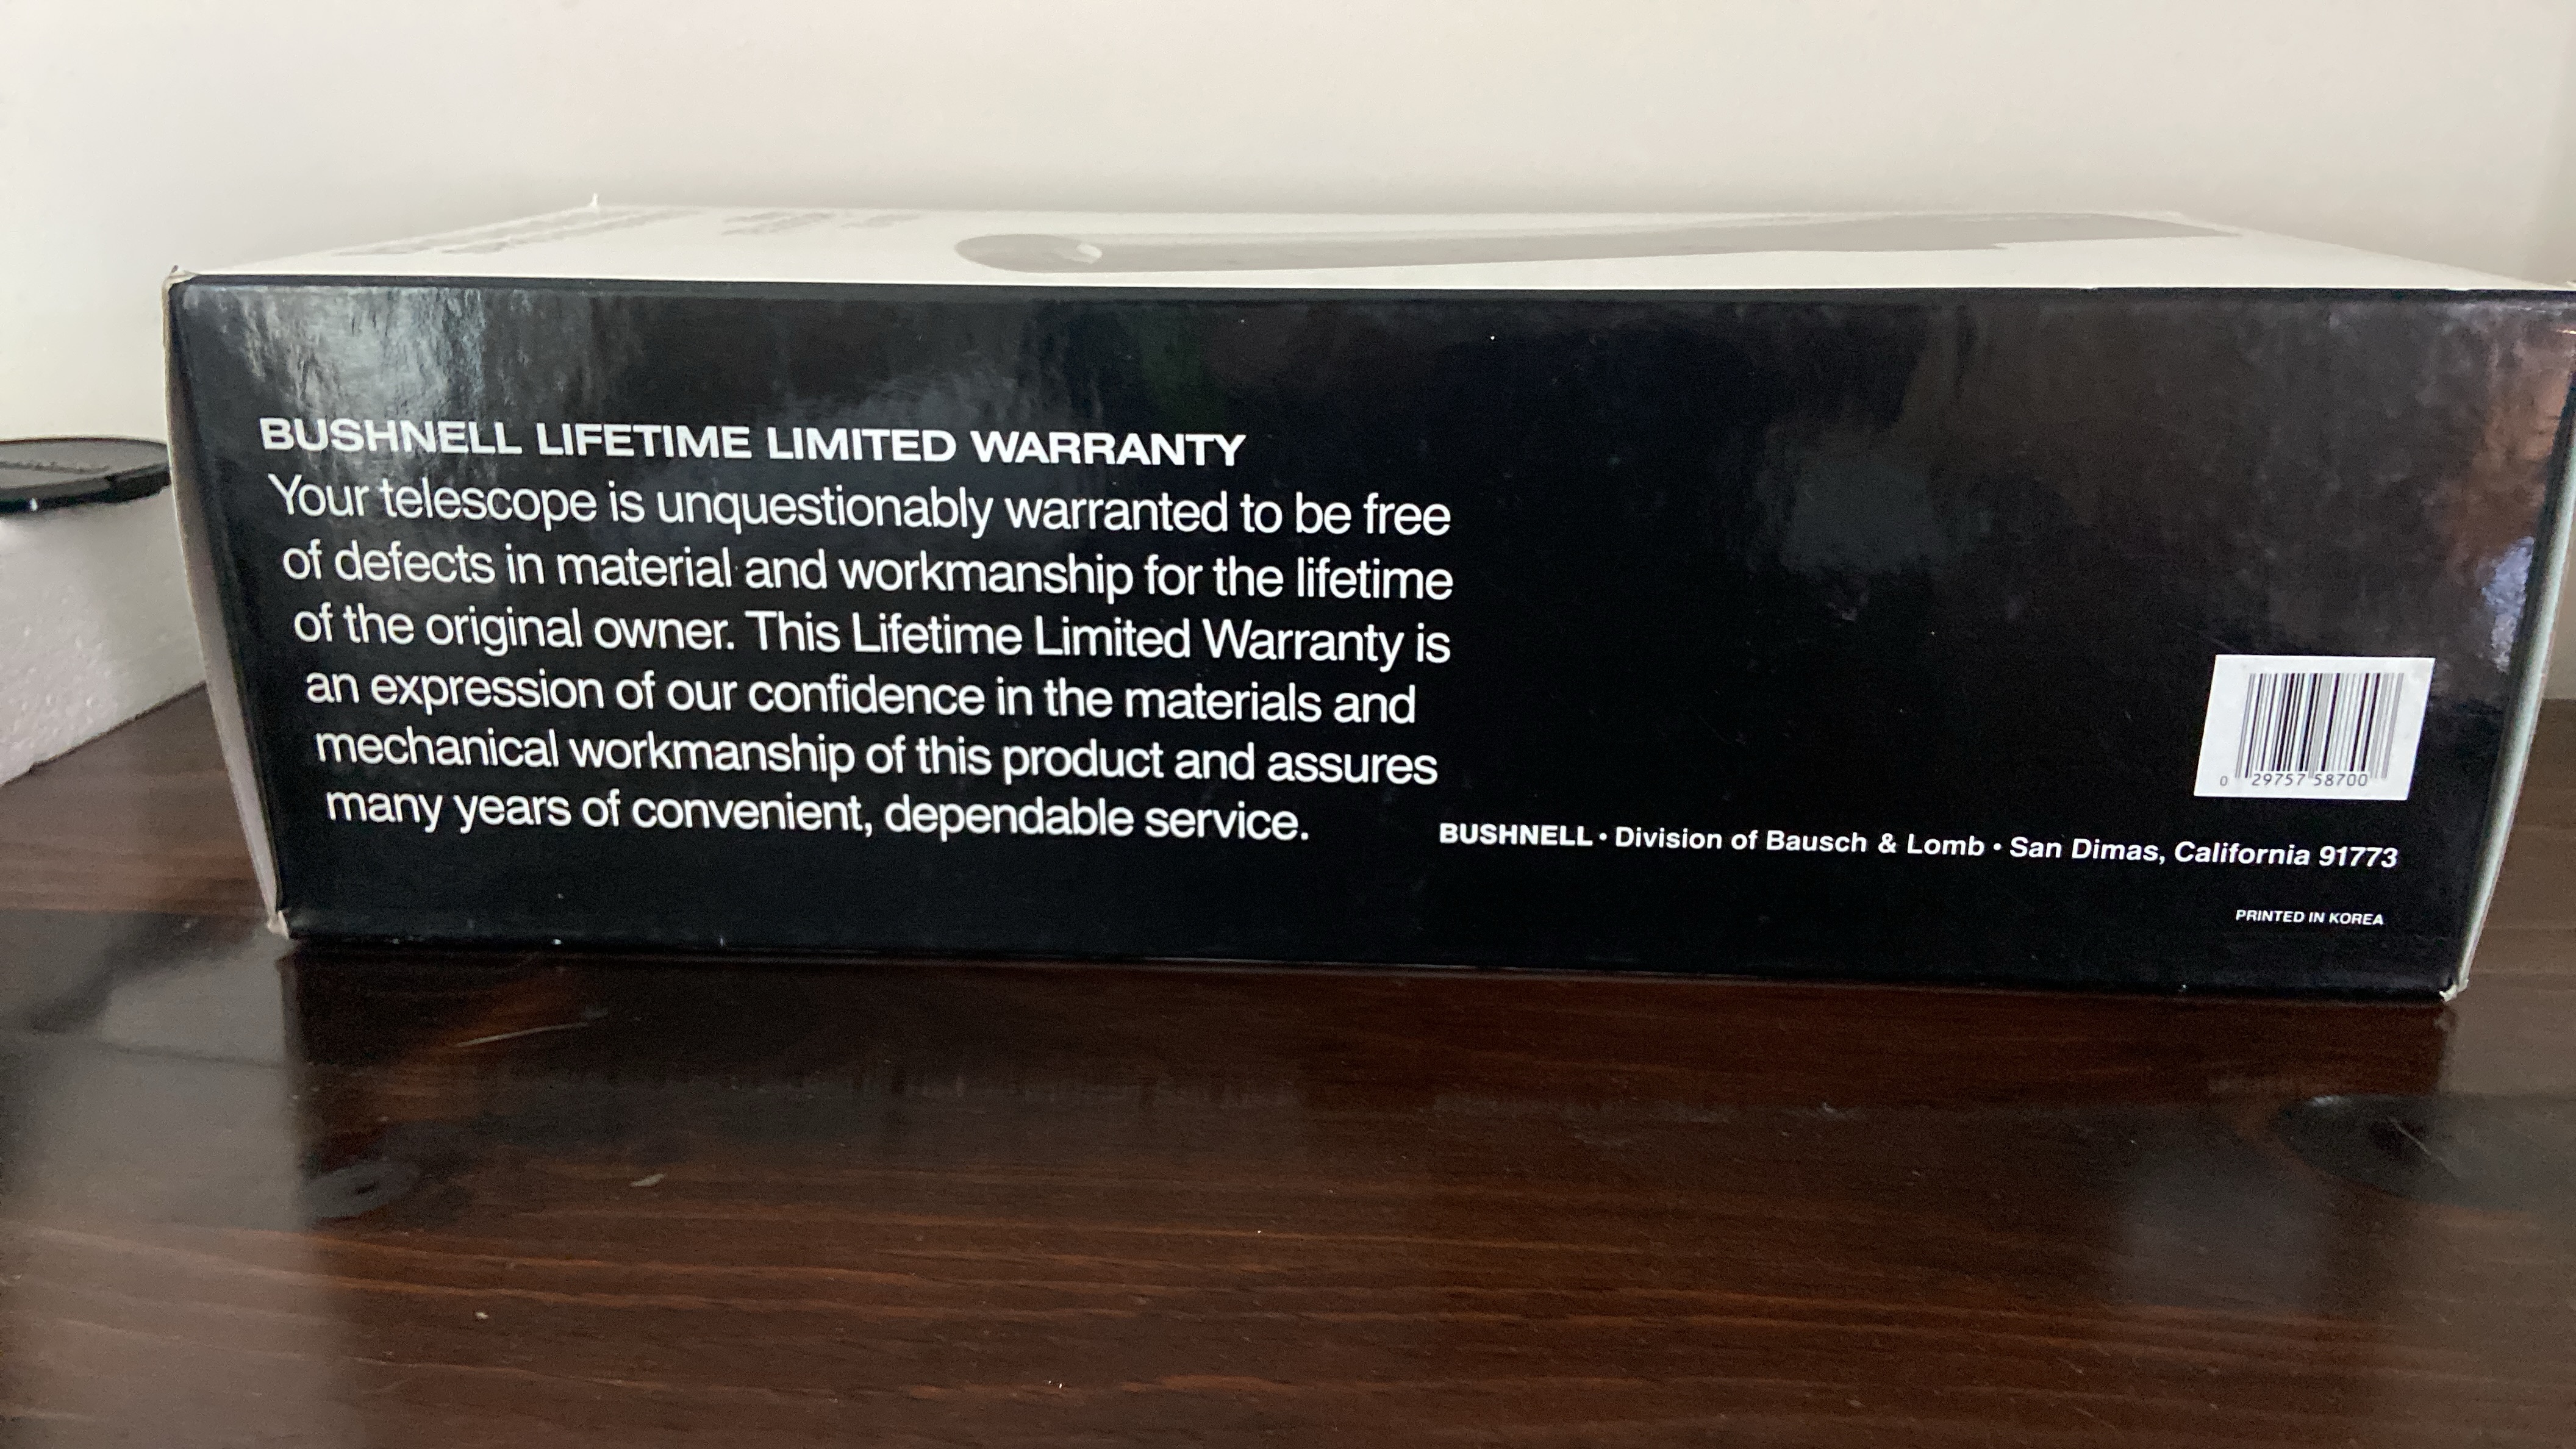 BUSHNELL LIFETIME LIMITED WARRANTY
Your telescope is unquestionably warranted to be free
of defects in material and workmanship for the lifetime
of the original owner. This Lifetime Limited Warranty is
an expression of our confidence in the materials and
mechanical workmanship of this product and assures
many years of convenient, dependable service.
0 29757 58700
BUSHNELL • Division of Bausch & Lomb • San Dimas, California 91773
PRINTED IN KOREA